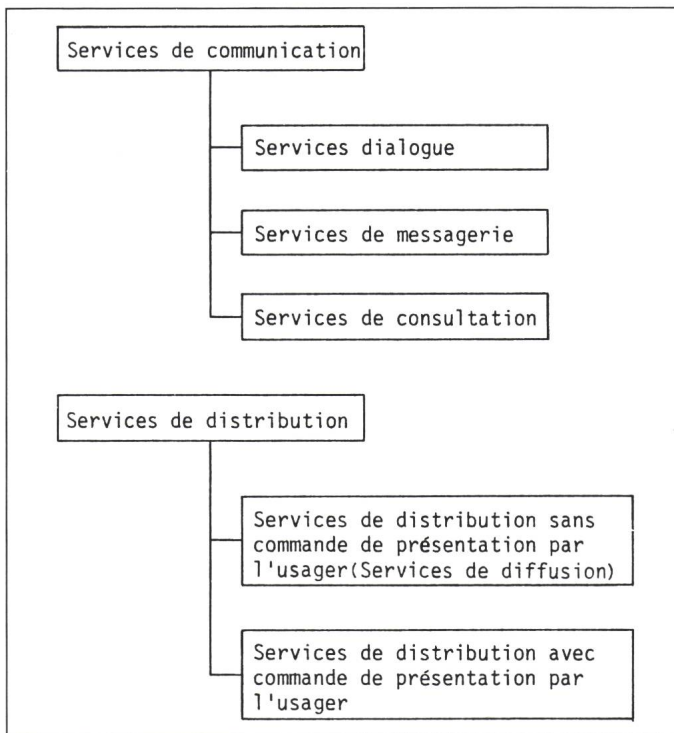 Services de communication
Services dialogue
Services de messagerie
Services de consultation
Services de distribution
Services de distribution sans
commande de présentation par
l'usager(Services de diffusion)
Services de distribution avec
commande de présentation par
l'usager